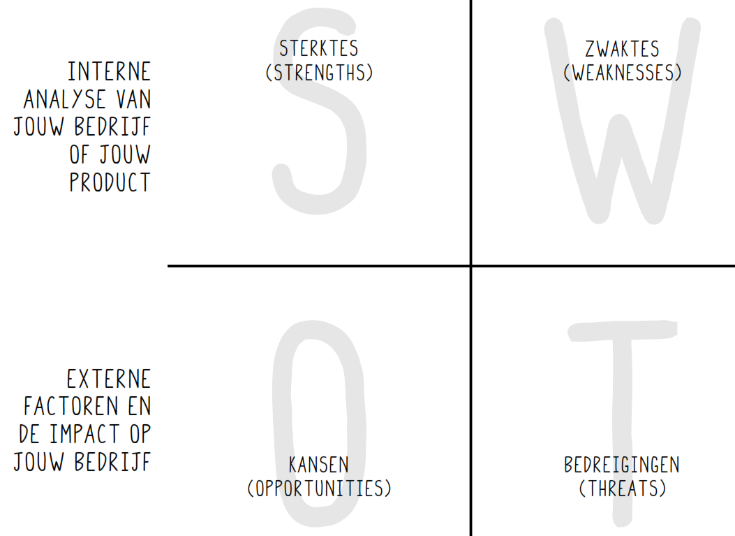 INTERNE
ANALYSE VAN
JOUW BEDRIJF
OF JOUW
PRODUCT
S
STERKTES
(STRENGTHS)
W
ZWAKTES
(WEAKNESSES)
EXTERNE
FACTOREN EN
DE IMPACT OP
JOUW BEDRIJF
O
KANSEN
(OPPORTUNITIES)
T
BEDREIGINGEN
(THREATS)